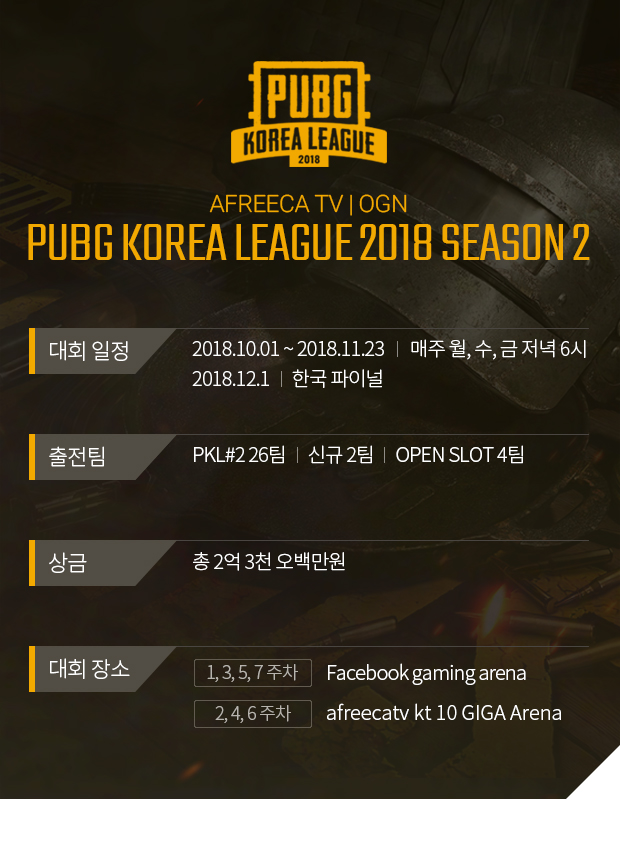 PUBG
KOREA LEAGUE
2018
AFREECA TV | OGN
PUBG KOREA LEAGUE 2018 SEASON 2
대회 일정
2018.10.01 ~ 2018.11.23 | 매주 월, 수, 금 저녁 6시
2018.12.1 | 한국 파이널
출전팀
PKL#2 26팀 | 신규 2팀 | OPEN SLOT 4팀
상금
총 2억 3천 오백만원
대회 장소
1, 3, 5, 7 주차 Facebook gaming arena
2, 4, 6 주차 afreecatv kt 10 GIGA Arena